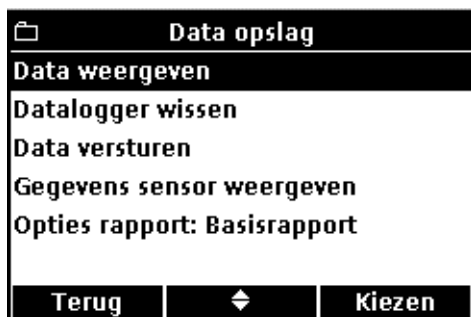 Data opslag
Data weergeven
Datalogger wissen
Data versturen
Gegevens sensor weergeven
Opties rapport: Basisrapport
Terug Kiezen